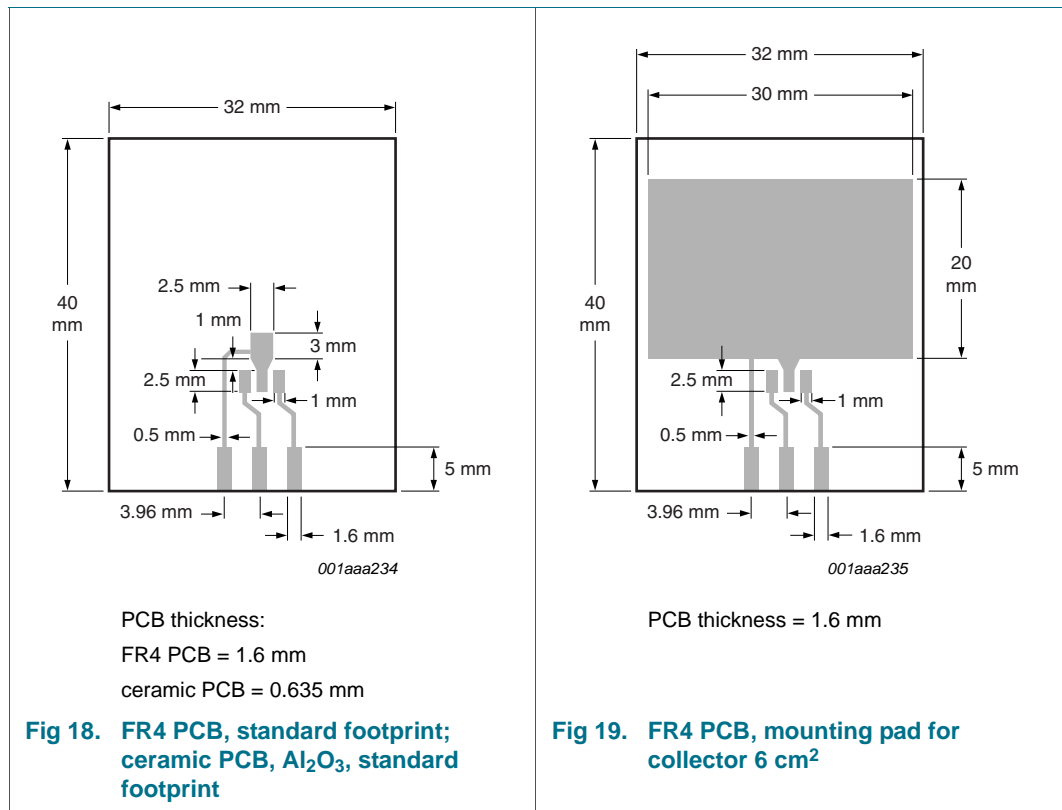 32 mm
40
mm
2.5 mm
1 mm
3 mm
2.5 mm
1 mm
0.5 mm
5 mm
3.96 mm
1.6 mm
001aaa234
PCB thickness:
FR4 PCB = 1.6 mm
ceramic PCB = 0.635 mm
Fig 18. FR4 PCB, standard footprint;
ceramic PCB, Al₂O₃, standard
footprint
32 mm
30 mm
40
mm
20
mm
2.5 mm
1 mm
0.5 mm
5 mm
3.96 mm
1.6 mm
001aaa235
PCB thickness = 1.6 mm
Fig 19. FR4 PCB, mounting pad for
collector 6 cm²